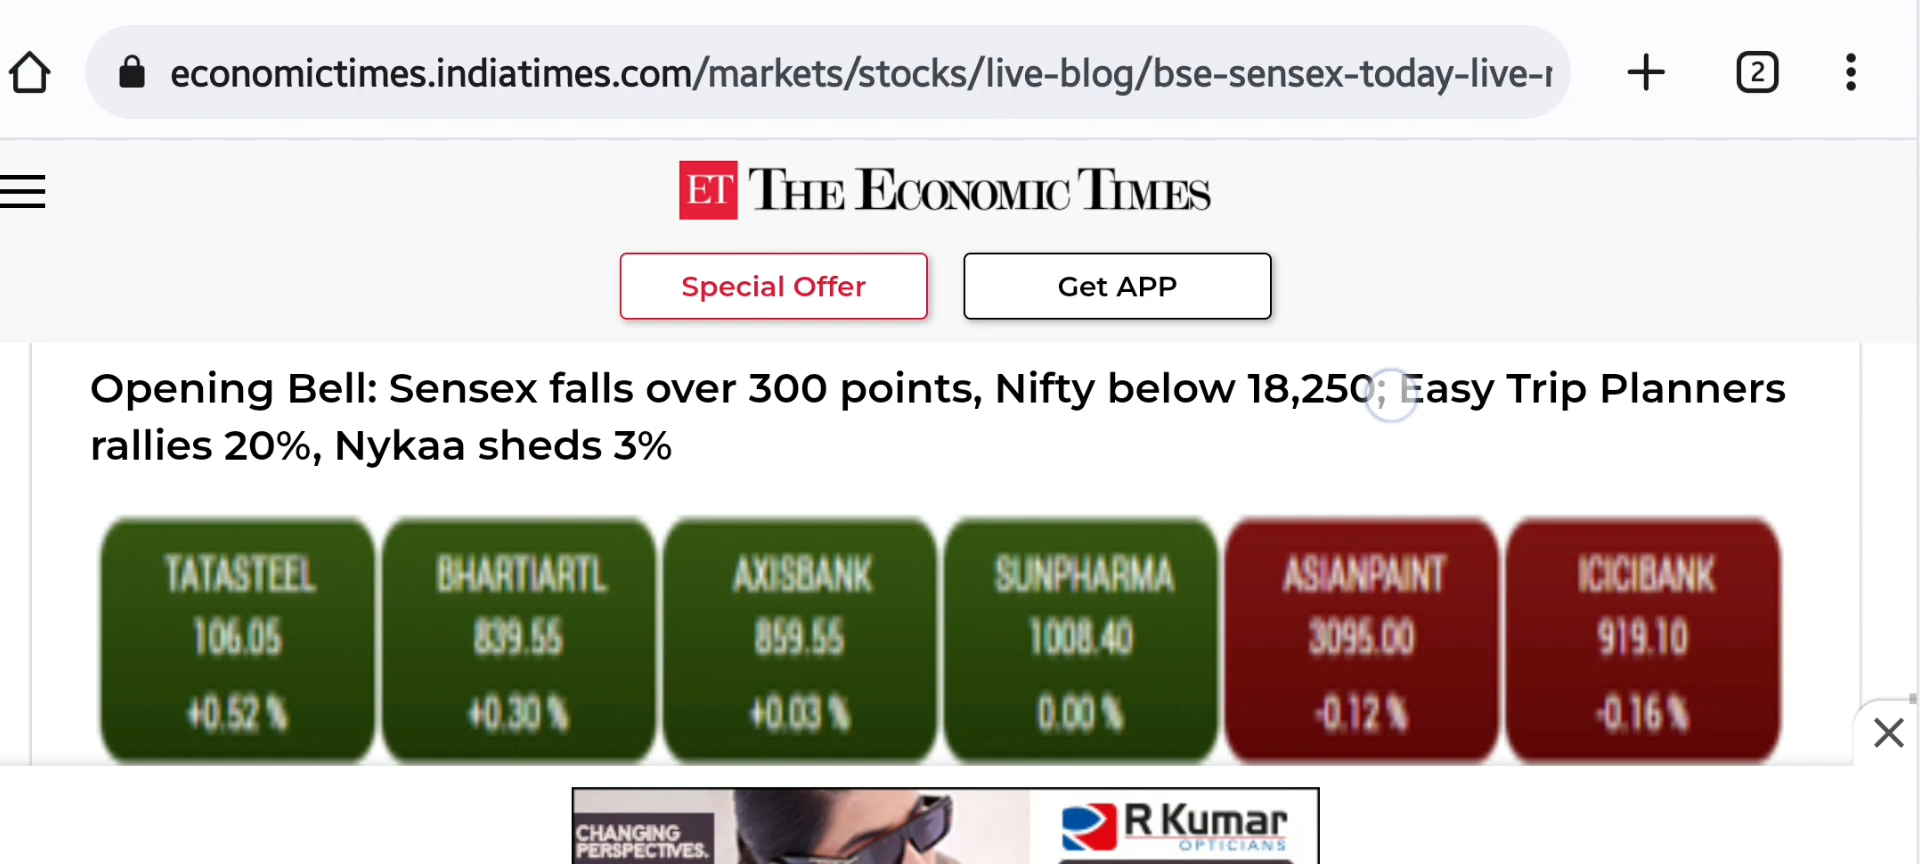 economictimes.indiatimes.com/markets/stocks/live-blog/bse-sensex-today-live-
2
ET THE ECONOMIC TIMES
Special Offer
Get APP
Opening Bell: Sensex falls over 300 points, Nifty below 18,250; Easy Trip Planners
rallies 20%, Nykaa sheds 3%
TATASTEEL BHARTIARTL AXISBANK SUNPHARMA ASIANPAINT ICICIBANK
106.05 839.55 859.55 1008.40 3095.00 919.10
+0.52 % +0.30 % +0.03 % 0.00 % -0.12 % -0.16 %
CHANGING
PERSPECTIVES.
R Kumar
OPTICIANS